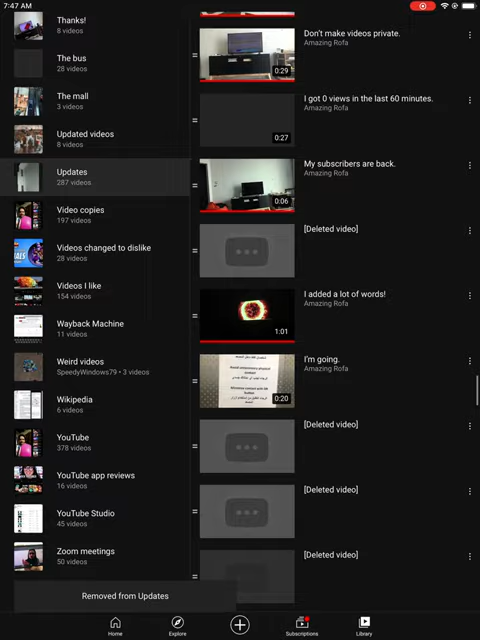 7:47 AM
Thanks!
8 videos
The bus
28 videos
The mall
3 videos
Updated videos
8 videos
Updates
287 videos
Video copies
197 videos
Videos changed to dislike
28 videos
Videos I like
154 videos
Wayback Machine
11 videos
Weird videos
SpeedyWindows79 • 3 videos
Wikipedia
6 videos
YouTube
378 videos
YouTube app reviews
16 videos
YouTube Studio
45 videos
Zoom meetings
50 videos
Don't make videos private.
Amazing Rofa
0:29
I got 0 views in the last 60 minutes.
Amazing Rofa
0:27
My subscribers are back.
Amazing Rofa
0:06
[Deleted video]
I added a lot of words!
Amazing Rofa
1:01
I'm going.
Amazing Rofa
0:20
[Deleted video]
[Deleted video]
[Deleted video]
Removed from Updates
Home
Explore
Subscriptions
Library